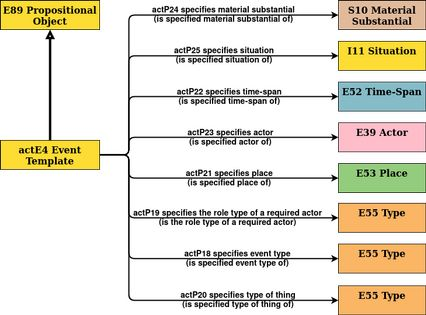 E89 Propositional
Object
actP24 specifies material substantial
(is specified material substantial of)
S10 Material
Substantial
actP25 specifies situation
(is specified situation of)
I11 Situation
actP22 specifies time-span
(is specified time-span of)
E52 Time-Span
actP23 specifies actor
(is specified actor of)
E39 Actor
actE4 Event
Template
actP21 specifies place
(is specified place of)
E53 Place
actP19 specifies the role type of a required actor
(is the role type of a required actor)
E55 Type
actP18 specifies event type
(is specified event type of)
E55 Type
actP20 specifies type of thing
(is specified type of thing of)
E55 Type